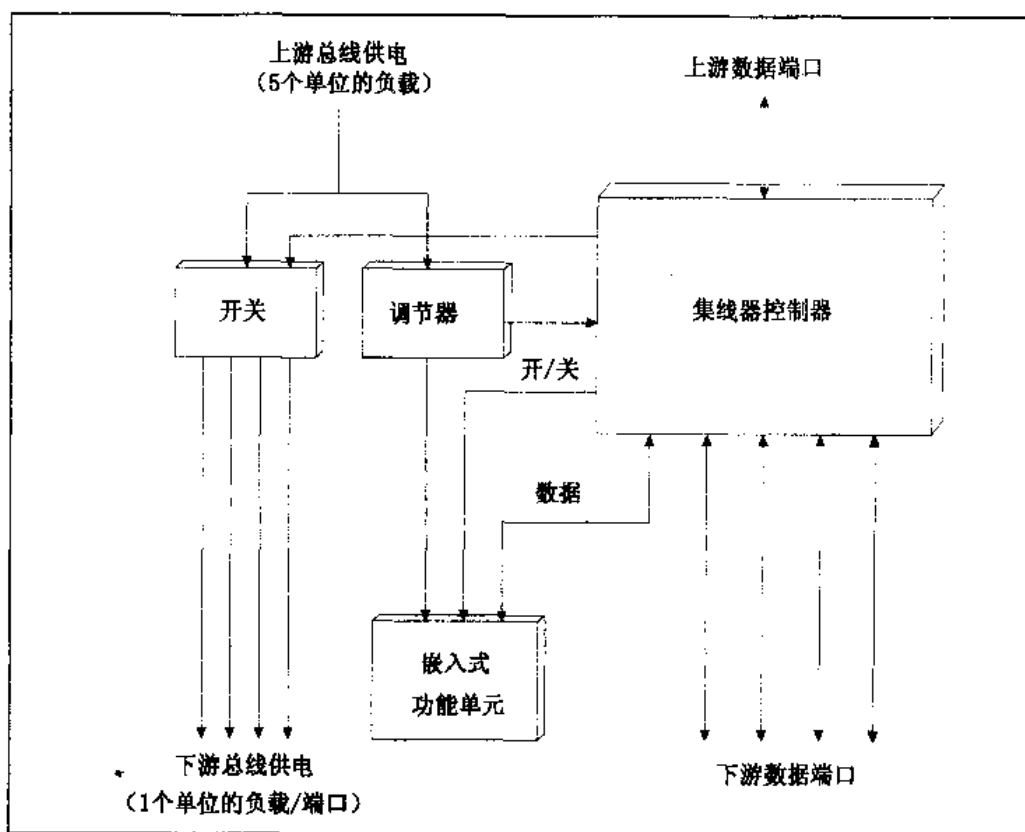 上游总线供电
（5个单位的负载）
上游数据端口
开关
调节器
集线器控制器
开/关
数据
嵌入式
功能单元
下游总线供电
（1个单位的负载/端口）
下游数据端口